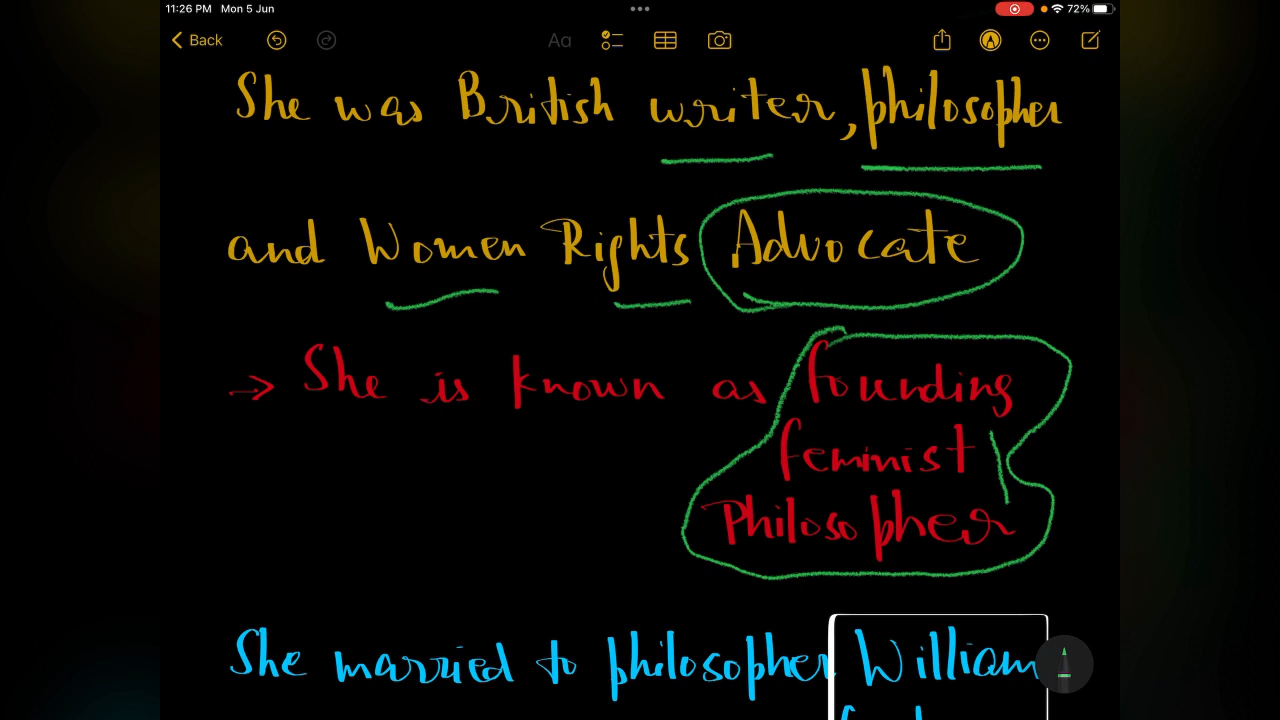 11:26 PM Mon 5 Jun
72%
Back
Aa
She was British writer, philosopher
and Women Rights Advocate
→ She is known as founding
feminist
Philosopher
She married to philosopher William